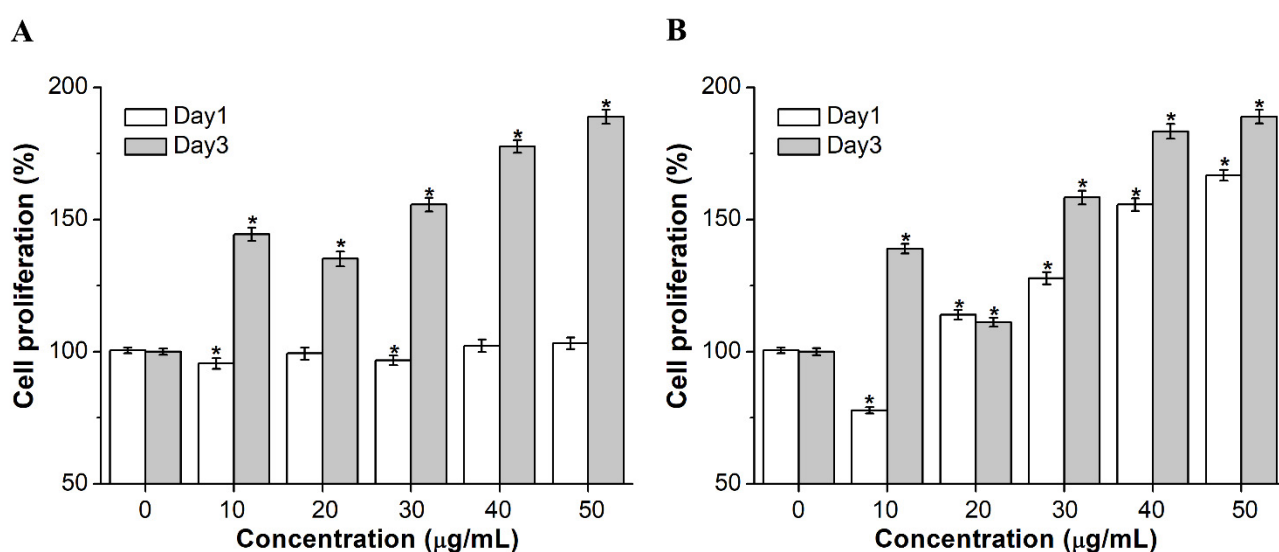 A
Cell proliferation (%)
200
150
100
50
Day1
Day3
*
*
*
*
*
*
*
0 10 20 30 40 50
Concentration (μg/mL)
B
Cell proliferation (%)
200
150
100
50
Day1
Day3
*
*
*
*
*
*
*
*
*
*
0 10 20 30 40 50
Concentration (μg/mL)